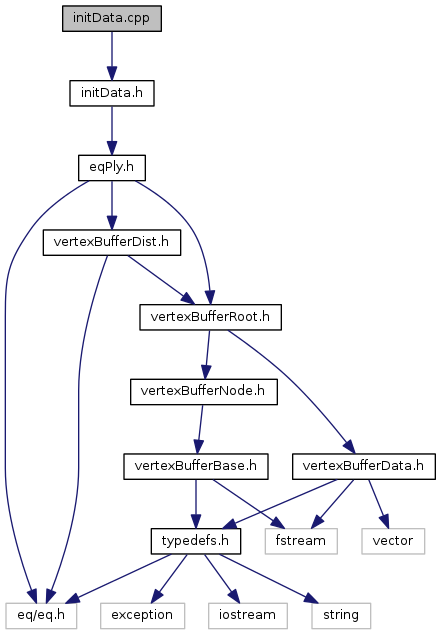 initData.cpp
initData.h
eqPly.h
vertexBufferDist.h
vertexBufferRoot.h
vertexBufferNode.h
vertexBufferBase.h
vertexBufferData.h
typedefs.h
fstream
vector
eq/eq.h
exception
iostream
string